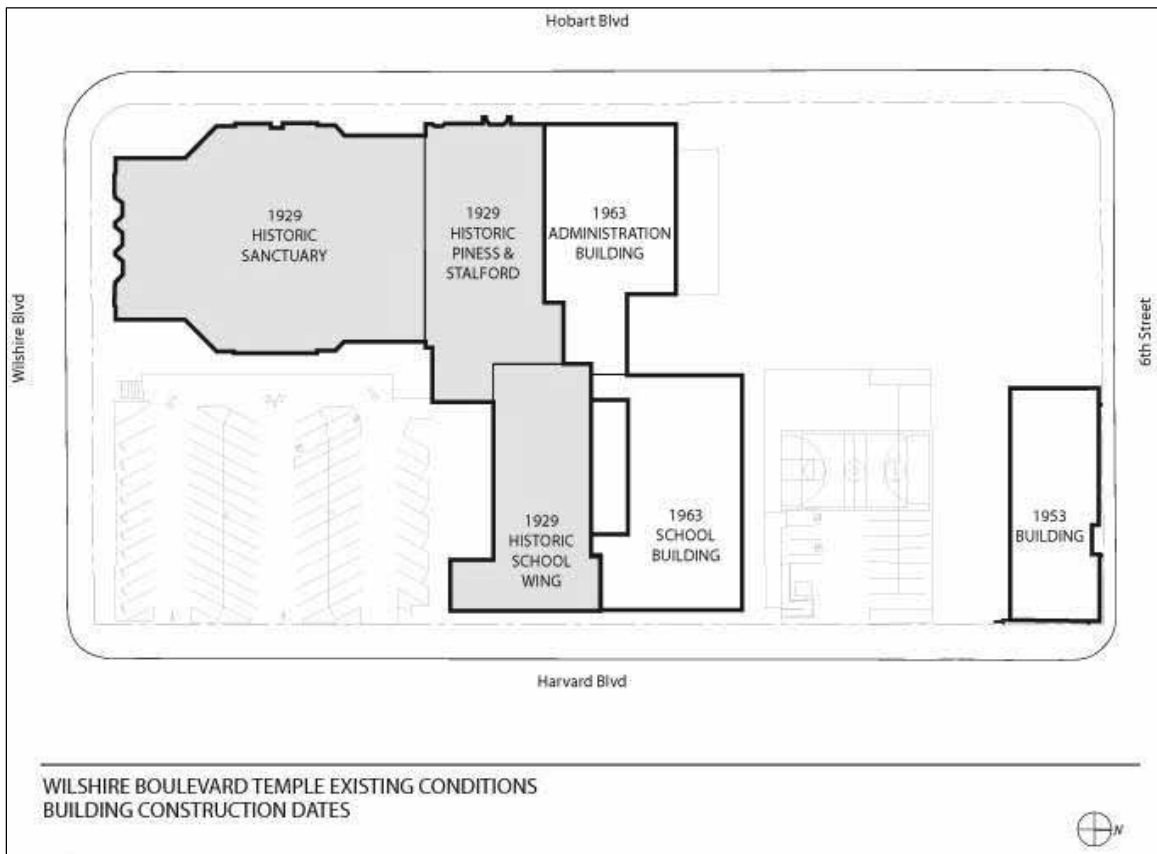 Hobart Blvd
Wilshire Blvd
1929
HISTORIC
SANCTUARY
1929
HISTORIC
PINESS &
STALFORD
1963
ADMINISTRATION
BUILDING
6th Street
1929
HISTORIC
SCHOOL
WING
1963
SCHOOL
BUILDING
1953
BUILDING
Harvard Blvd
WILSHIRE BOULEVARD TEMPLE EXISTING CONDITIONS
BUILDING CONSTRUCTION DATES
N